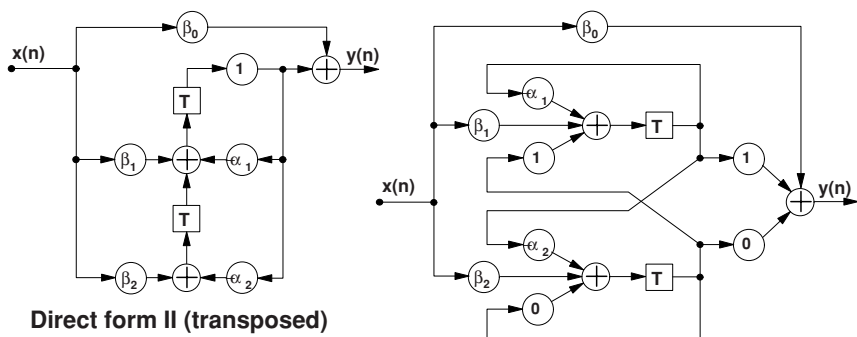 β0
x(n)
1
y(n)
T
β1
α1
T
β2
α2
Direct form II (transposed)
β0
α1
β1
T
1
1
x(n)
y(n)
α2
0
β2
T
0